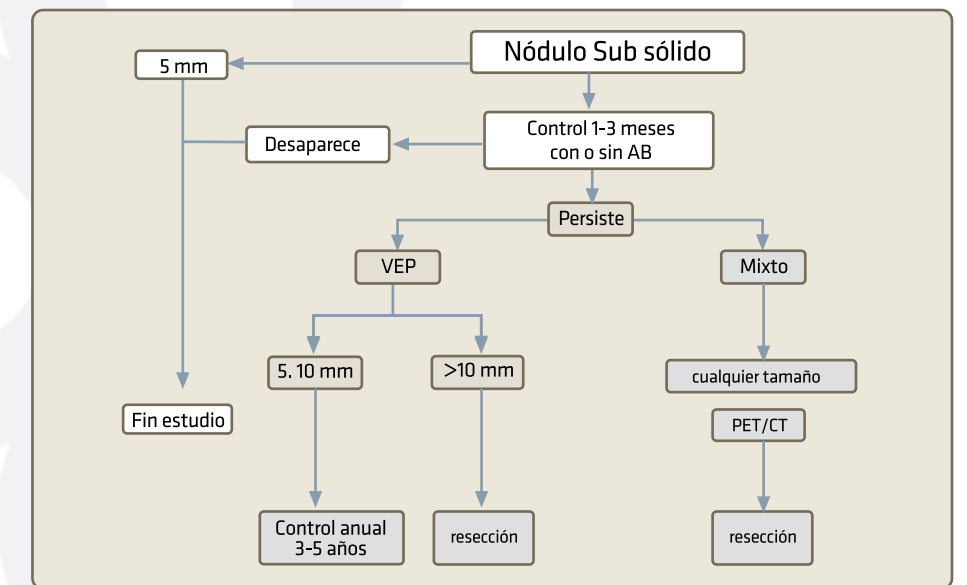 Nódulo Sub sólido
5 mm
Control 1-3 meses
con o sin AB
Desaparece
Persiste
VEP
Mixto
5. 10 mm
>10 mm
cualquier tamaño
Fin estudio
PET/CT
Control anual
3-5 años
resección
resección